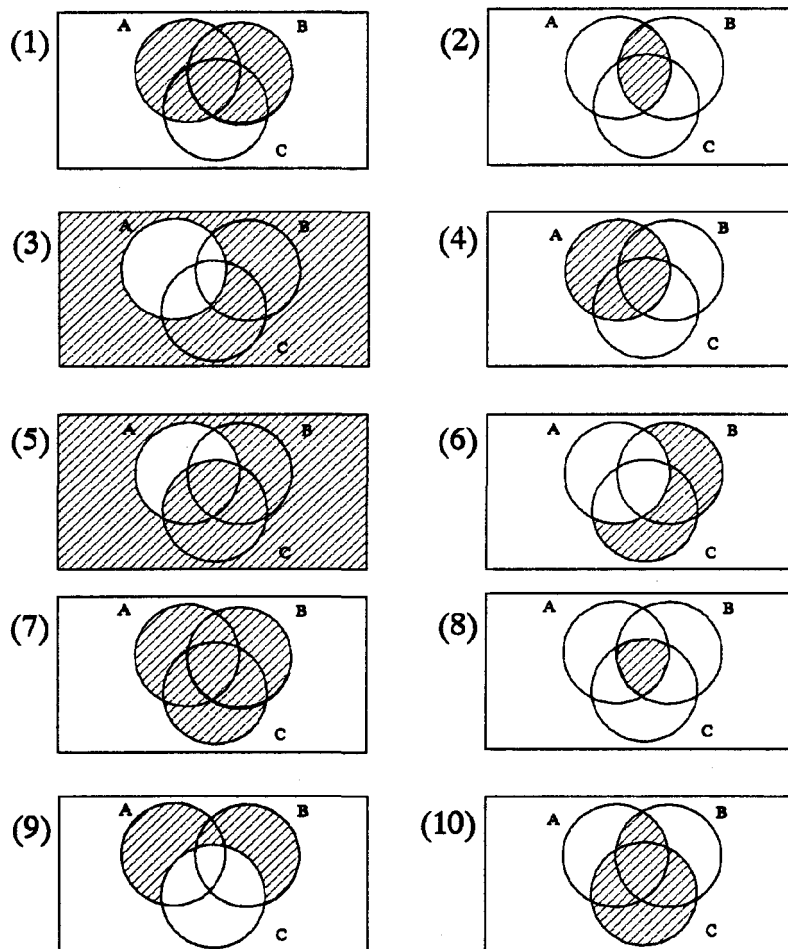 (1) A B C
(2) A B C
(3) A B C
(4) A B C
(5) A B C
(6) A B C
(7) A B C
(8) A B C
(9) A B C
(10) A B C